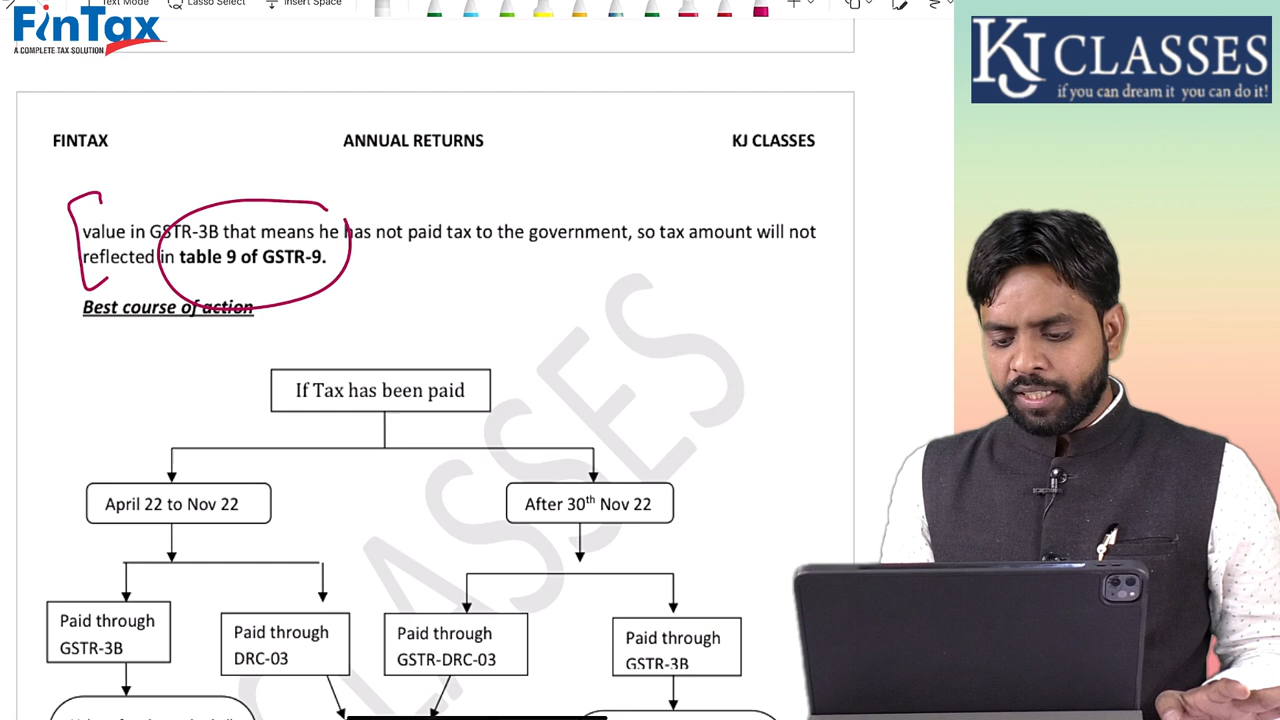 Text Mode
Lasso Select
Insert Space
FinTax
A COMPLETE TAX SOLUTION
KJ CLASSES
if you can dream it you can do it!
FINTAX ANNUAL RETURNS KJ CLASSES
value in GSTR-3B that means he has not paid tax to the government, so tax amount will not
reflected in table 9 of GSTR-9.
Best course of action
If Tax has been paid
April 22 to Nov 22
After 30th Nov 22
Paid through
GSTR-3B
Paid through
DRC-03
Paid through
GSTR-DRC-03
Paid through
GSTR-3B
CLASSES